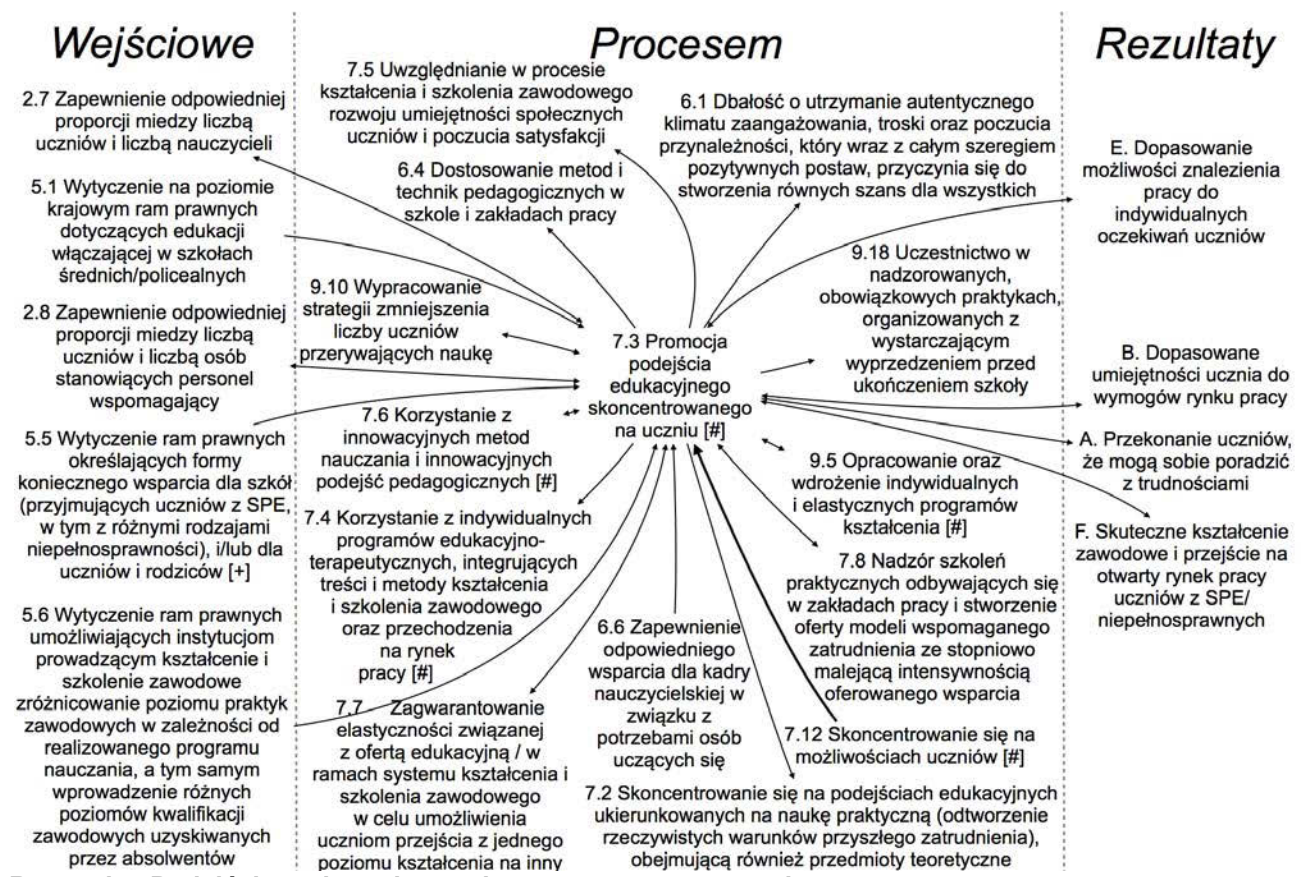 Wejściowe
2.7 Zapewnienie odpowiedniej
proporcji miedzy liczbą
uczniów i liczbą nauczycieli
5.1 Wytyczenie na poziomie
krajowym ram prawnych
dotyczących edukacji
włączającej w szkołach
średnich/policealnych
2.8 Zapewnienie odpowiedniej
proporcji miedzy liczbą
uczniów i liczbą osób
stanowiących personel
wspomagający
5.5 Wytyczenie ram prawnych
określających formy
koniecznego wsparcia dla szkół
(przyjmujących uczniów z SPE,
w tym z różnymi rodzajami
niepełnosprawności), i/lub dla
uczniów i rodziców [+]
5.6 Wytyczenie ram prawnych
umożliwiających instytucjom
prowadzącym kształcenie i
szkolenie zawodowe
zróżnicowanie poziomu praktyk
zawodowych w zależności od
realizowanego programu
nauczania, a tym samym
wprowadzenie różnych
poziomów kwalifikacji
zawodowych uzyskiwanych
przez absolwentów
Procesem
7.5 Uwzględnianie w procesie
kształcenia i szkolenia zawodowego
rozwoju umiejętności społecznych
uczniów i poczucia satysfakcji
6.4 Dostosowanie metod i
technik pedagogicznych w
szkole i zakładach pracy
9.10 Wypracowanie
strategii zmniejszenia
liczby uczniów
przerywających naukę
7.6 Korzystanie z
innowacyjnych metod
nauczania i innowacyjnych
podejść pedagogicznych [#]
7.4 Korzystanie z indywidualnych
programów edukacyjno-
terapeutycznych, integrujących
treści i metody kształcenia
i szkolenia zawodowego
oraz przechodzenia
na rynek
pracy [#]
7.7 Zagwarantowanie
elastyczności związanej
z ofertą edukacyjną / w
ramach systemu kształcenia i
szkolenia zawodowego
w celu umożliwienia
uczniom przejścia z jednego
poziomu kształcenia na inny
7.3 Promocja
podejścia
edukacyjnego
skoncentrowanego
na uczniu [#]
6.6 Zapewnienie
odpowiedniego
wsparcia dla kadry
nauczycielskiej w
związku z
potrzebami osób
uczących się
6.1 Dbałość o utrzymanie autentycznego
klimatu zaangażowania, troski oraz poczucia
przynależności, który wraz z całym szeregiem
pozytywnych postaw, przyczynia się do
stworzenia równych szans dla wszystkich
9.18 Uczestnictwo w
nadzorowanych,
obowiązkowych praktykach,
organizowanych z
wystarczającym
wyprzedzeniem przed
ukończeniem szkoły
9.5 Opracowanie oraz
wdrożenie indywidualnych
i elastycznych programów
kształcenia [#]
7.8 Nadzór szkoleń
praktycznych odbywających się
w zakładach pracy i stworzenie
oferty modeli wspomaganego
zatrudnienia ze stopniowo
malejącą intensywnością
oferowanego wsparcia
7.12 Skoncentrowanie się na
możliwościach uczniów [#]
7.2 Skoncentrowanie się na podejściach edukacyjnych
ukierunkowanych na naukę praktyczną (odtworzenie
rzeczywistych warunków przyszłego zatrudnienia),
obejmującą również przedmioty teoretyczne
Rezultaty
E. Dopasowanie
możliwości znalezienia
pracy do
indywidualnych
oczekiwań uczniów
B. Dopasowane
umiejętności ucznia do
wymogów rynku pracy
A. Przekonanie uczniów,
że mogą sobie poradzić
z trudnościami
F. Skuteczne kształcenie
zawodowe i przejście na
otwarty rynek pracy
uczniów z SPE/
niepełnosprawnych